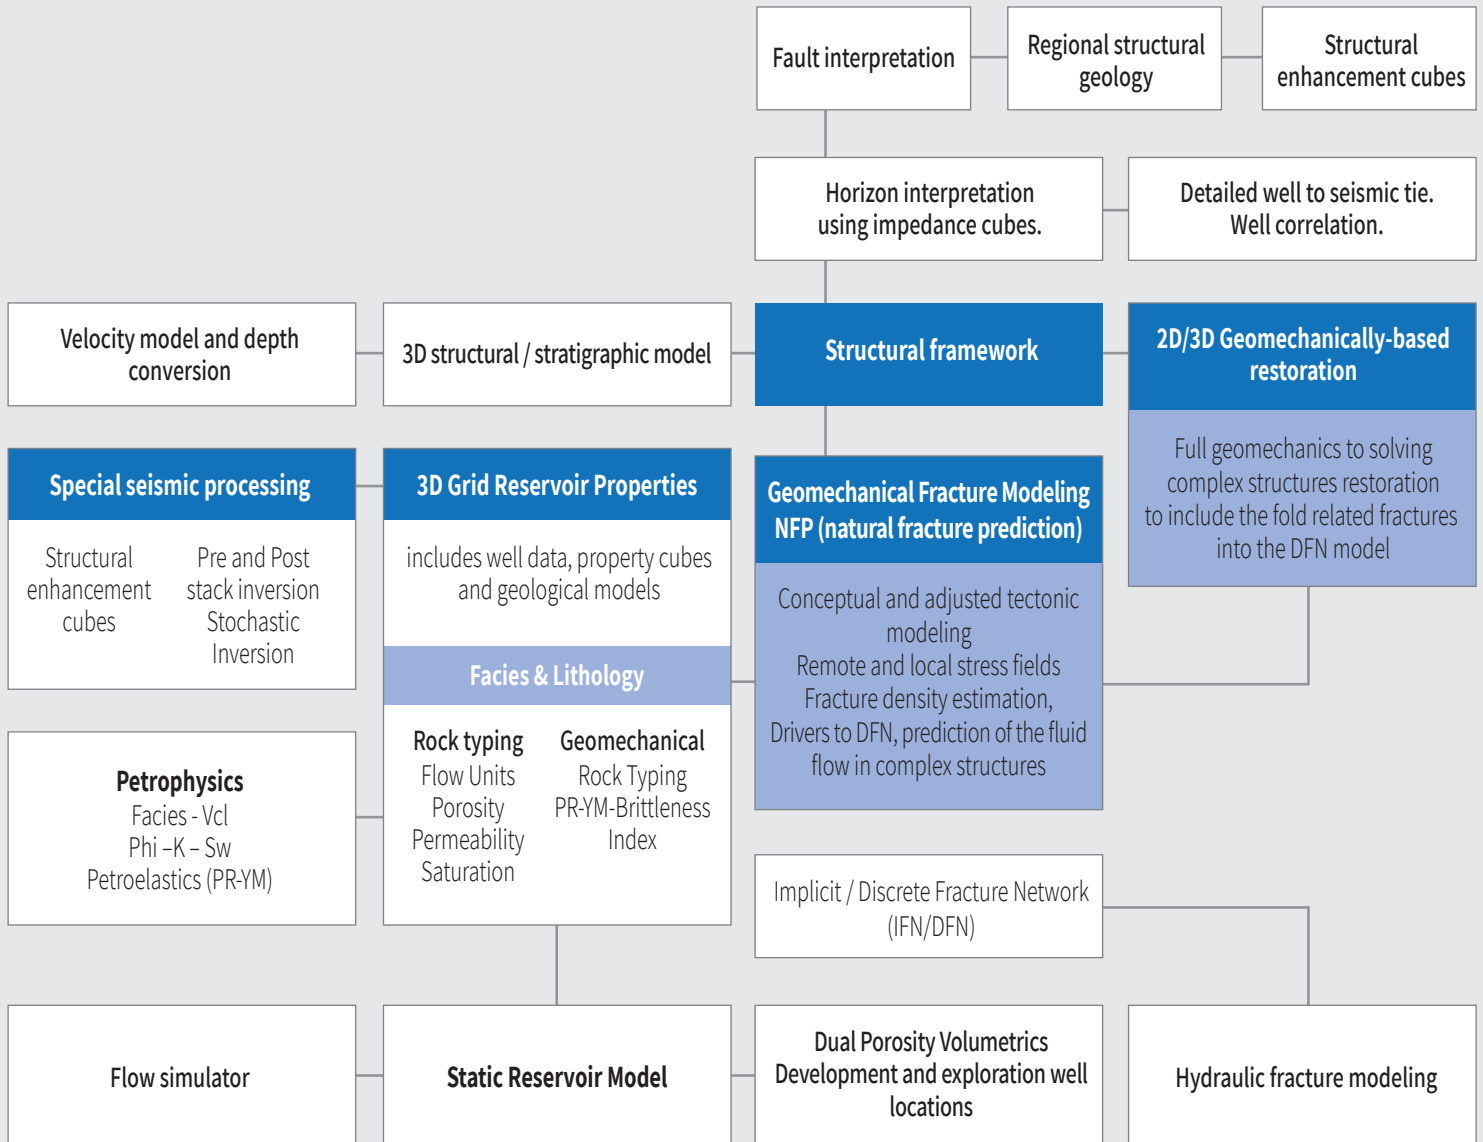 Fault interpretation
Regional structural
geology
Structural
enhancement cubes
Horizon interpretation
using impedance cubes.
Detailed well to seismic tie.
Well correlation.
Velocity model and depth
conversion
3D structural / stratigraphic model
Structural framework
2D/3D Geomechanically-based
restoration
Full geomechanics to solving
complex structures restoration
to include the fold related fractures
into the DFN model
Special seismic processing
Structural
enhancement
cubes
Pre and Post
stack inversion
Stochastic
Inversion
3D Grid Reservoir Properties
includes well data, property cubes
and geological models
Facies & Lithology
Rock typing
Flow Units
Porosity
Permeability
Saturation
Geomechanical
Rock Typing
PR-YM-Brittleness
Index
Geomechanical Fracture Modeling
NFP (natural fracture prediction)
Conceptual and adjusted tectonic
modeling
Remote and local stress fields
Fracture density estimation,
Drivers to DFN, prediction of the fluid
flow in complex structures
Petrophysics
Facies - Vcl
Phi –K – Sw
Petroelastics (PR-YM)
Implicit / Discrete Fracture Network
(IFN/DFN)
Flow simulator
Static Reservoir Model
Dual Porosity Volumetrics
Development and exploration well
locations
Hydraulic fracture modeling